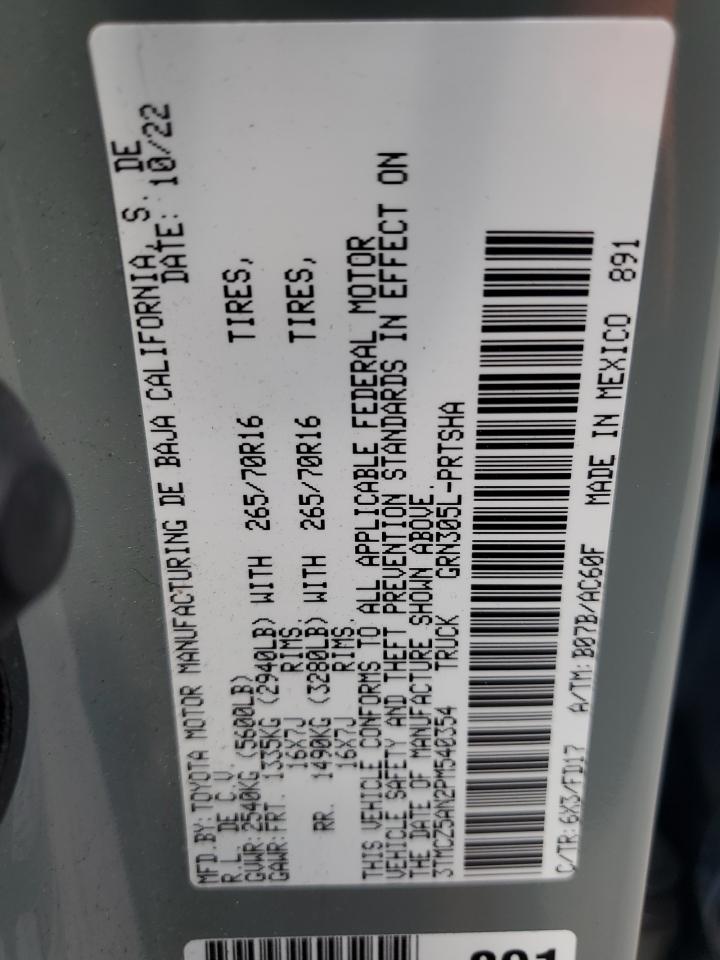 MFD.BY:TOYOTA MOTOR MANUFACTURING DE BAJA CALIFORNIA, S. DE
R.L. DE C.V. DATE: 10/22
GVWR:2540KG (5600LB)
GAWR:FRT. 1335KG (2940LB) WITH 265/70R16 TIRES,
16X7J RIMS.
RR. 1490KG (3280LB) WITH 265/70R16 TIRES,
16X7J RIMS.
THIS VEHICLE CONFORMS TO ALL APPLICABLE FEDERAL MOTOR
VEHICLE SAFETY AND THEFT PREVENTION STANDARDS IN EFFECT ON
THE DATE OF MANUFACTURE SHOWN ABOVE.
3TMCZ5AN2PM540354 TRUCK GRN305L-PRTSHA
C/TR:6X3/FD17 A/TM:B07B/AC60F MADE IN MEXICO 891